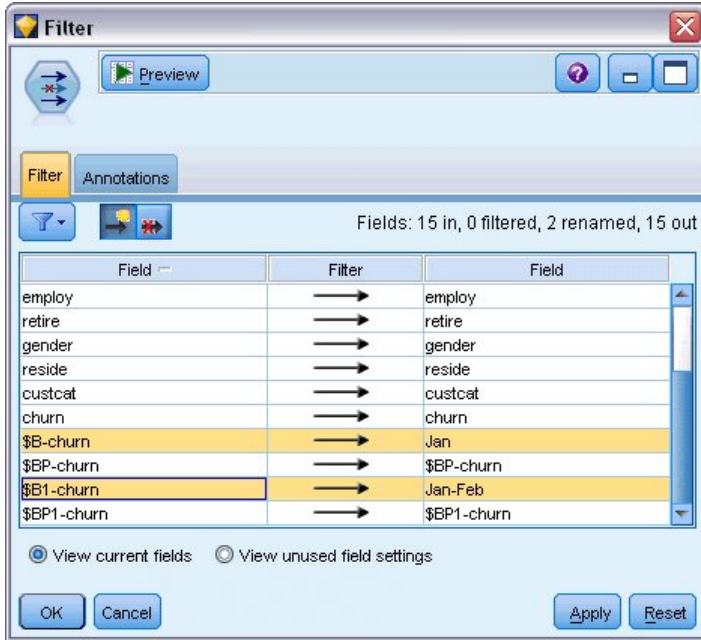 Filter
Preview
Filter Annotations
Fields: 15 in, 0 filtered, 2 renamed, 15 out
Field Filter Field
employ employ
retire retire
gender gender
reside reside
custcat custcat
churn churn
$B-churn Jan
$BP-churn $BP-churn
$B1-churn Jan-Feb
$BP1-churn $BP1-churn
View current fields View unused field settings
OK Cancel Apply Reset